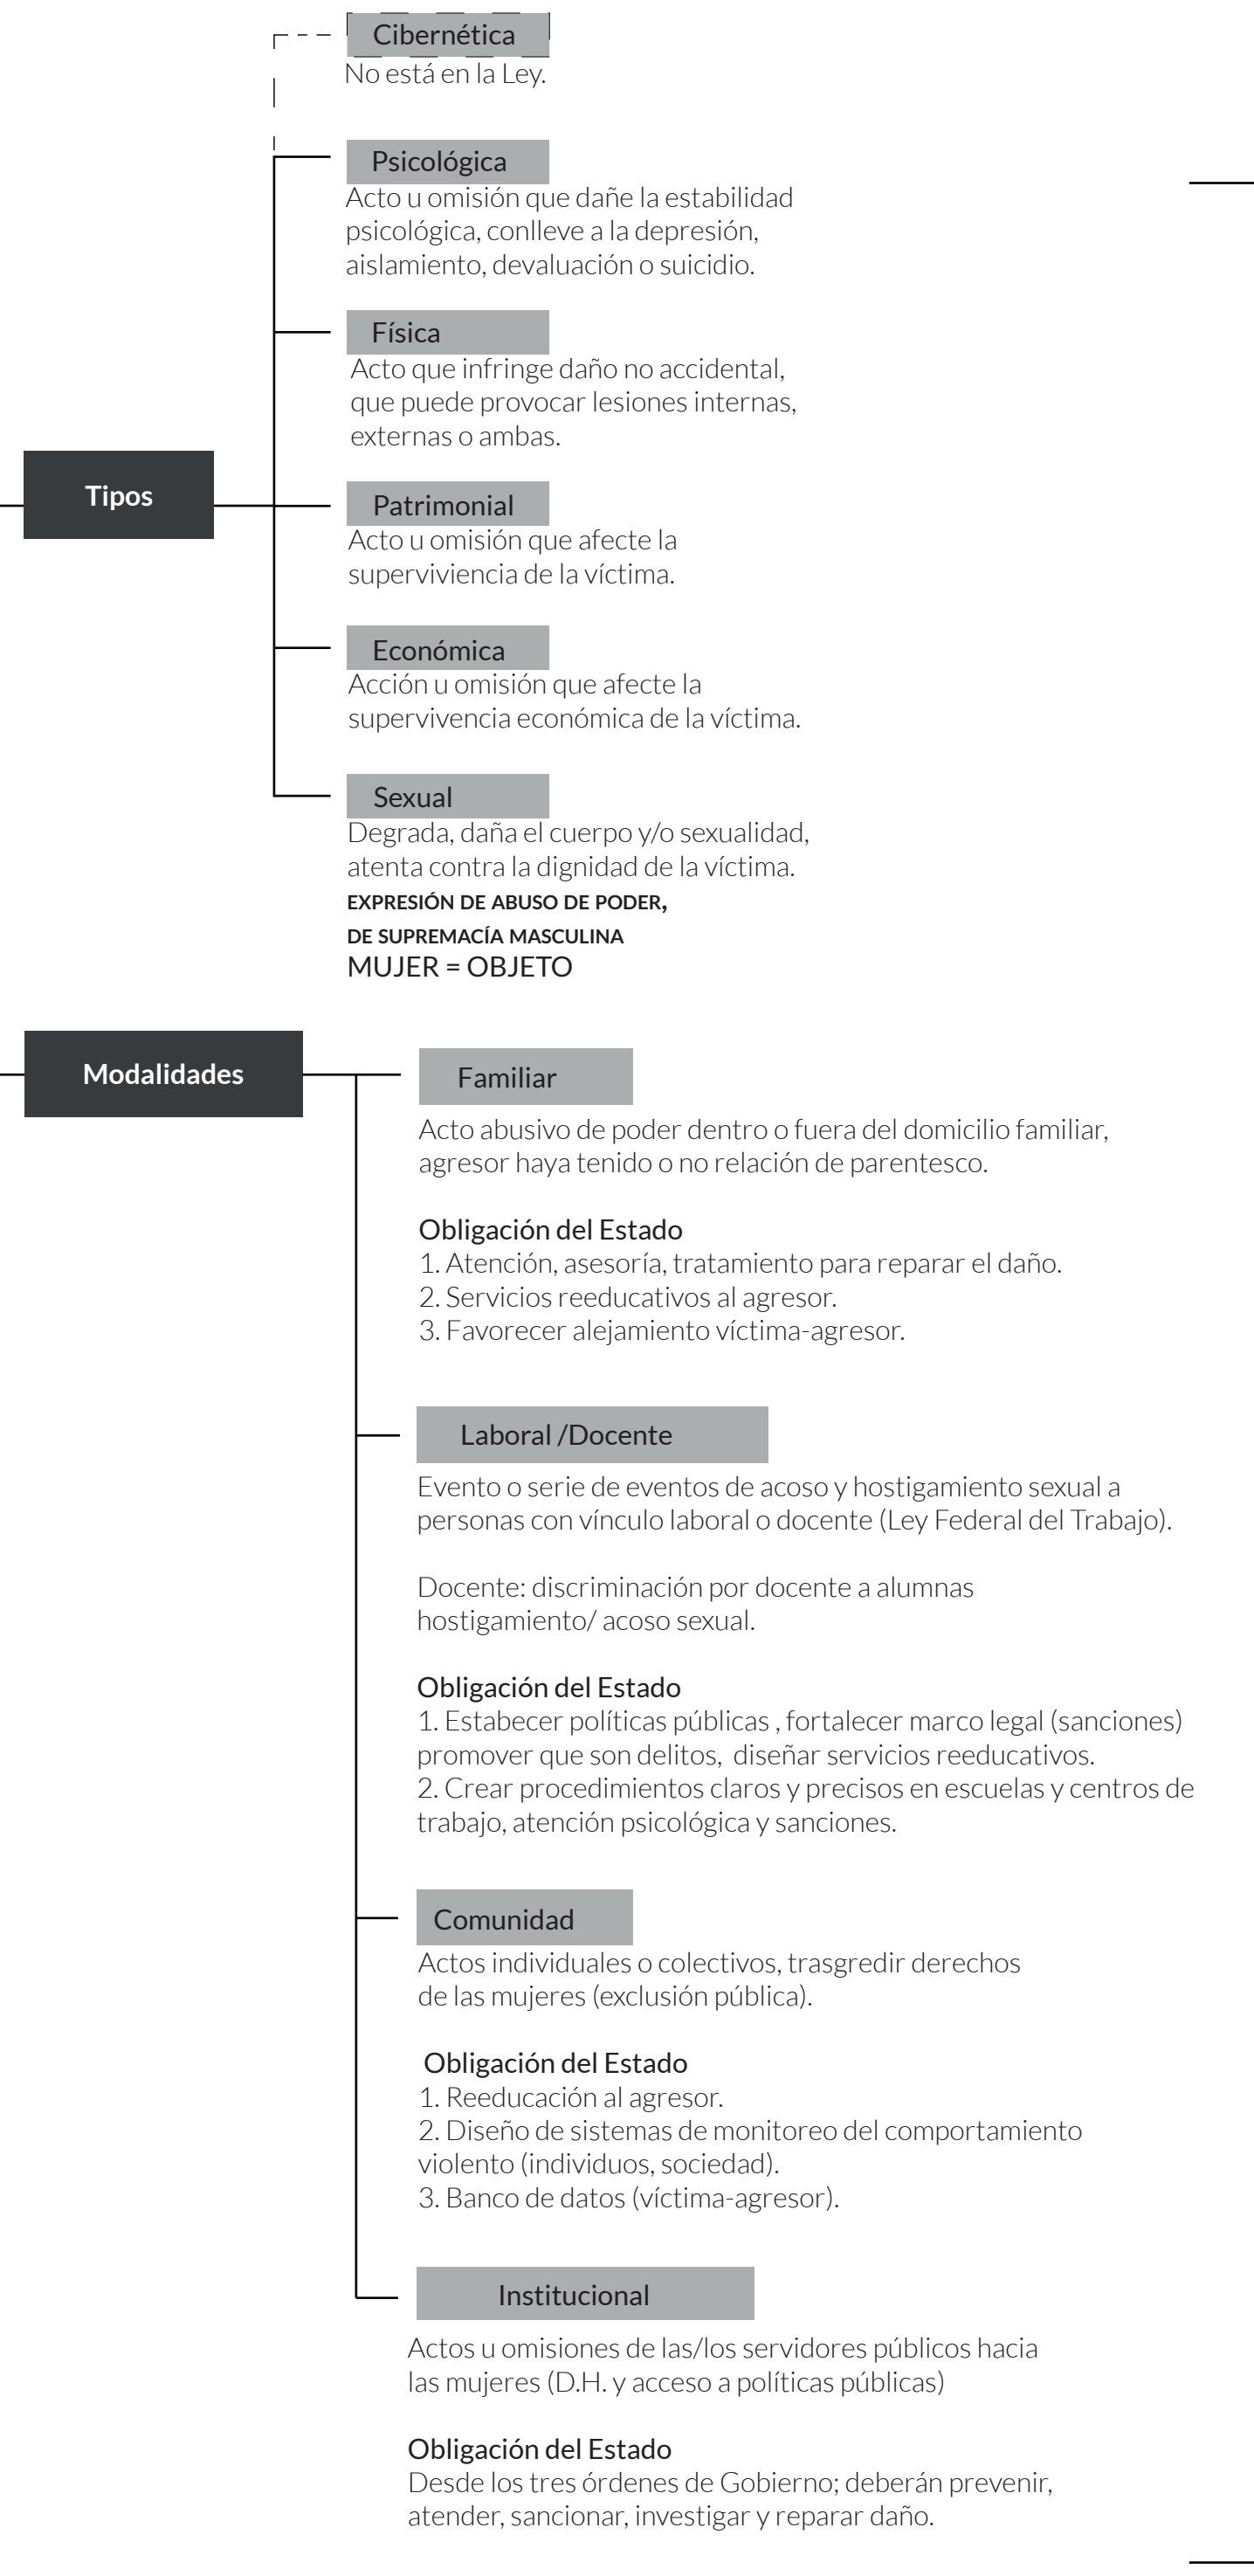 Cibernética
No está en la Ley.
Psicológica
Acto u omisión que dañe la estabilidad
psicológica, conlleve a la depresión,
aislamiento, devaluación o suicidio.
Física
Acto que infringe daño no accidental,
que puede provocar lesiones internas,
externas o ambas.
Tipos
Patrimonial
Acto u omisión que afecte la
superviviencia de la víctima.
Económica
Acción u omisión que afecte la
supervivencia económica de la víctima.
Sexual
Degrada, daña el cuerpo y/o sexualidad,
atenta contra la dignidad de la víctima.
EXPRESIÓN DE ABUSO DE PODER,
DE SUPREMACÍA MASCULINA
MUJER = OBJETO
Modalidades
Familiar
Acto abusivo de poder dentro o fuera del domicilio familiar,
agresor haya tenido o no relación de parentesco.
Obligación del Estado
1. Atención, asesoría, tratamiento para reparar el daño.
2. Servicios reeducativos al agresor.
3. Favorecer alejamiento víctima-agresor.
Laboral /Docente
Evento o serie de eventos de acoso y hostigamiento sexual a
personas con vínculo laboral o docente (Ley Federal del Trabajo).
Docente: discriminación por docente a alumnas
hostigamiento/ acoso sexual.
Obligación del Estado
1. Estabecer políticas públicas , fortalecer marco legal (sanciones)
promover que son delitos,  diseñar servicios reeducativos.
2. Crear procedimientos claros y precisos en escuelas y centros de
trabajo, atención psicológica y sanciones.
Comunidad
Actos individuales o colectivos, trasgredir derechos
de las mujeres (exclusión pública).
Obligación del Estado
1. Reeducación al agresor.
2. Diseño de sistemas de monitoreo del comportamiento
violento (individuos, sociedad).
3. Banco de datos (víctima-agresor).
Institucional
Actos u omisiones de las/los servidores públicos hacia
las mujeres (D.H. y acceso a políticas públicas)
Obligación del Estado
Desde los tres órdenes de Gobierno; deberán prevenir,
atender, sancionar, investigar y reparar daño.